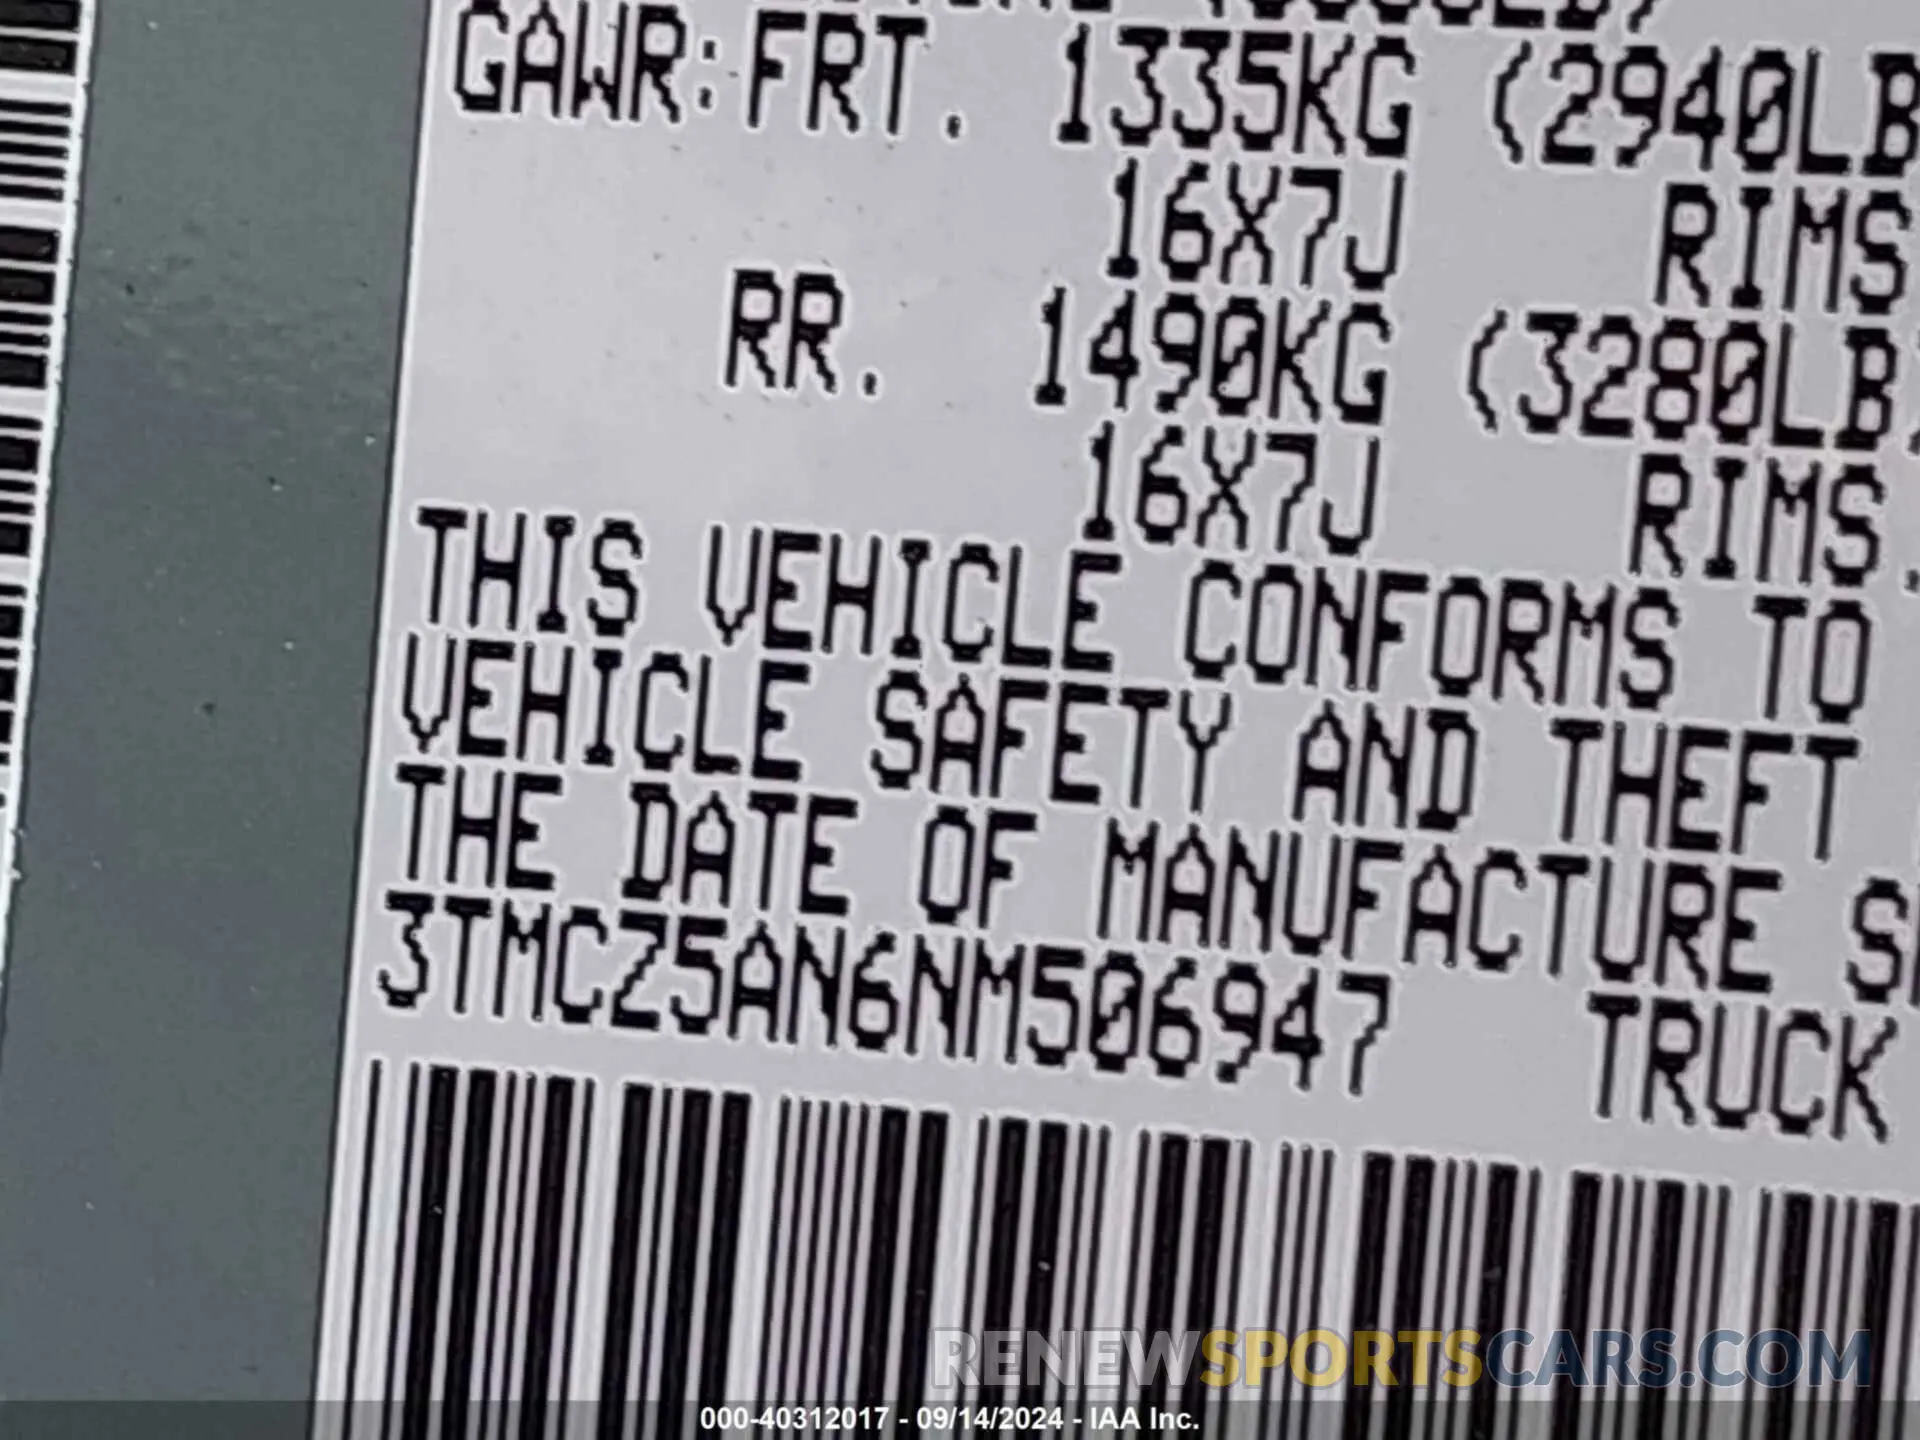 GAWR:FRT. 1335KG (2940LB
16X7J RIMS
RR. 1490KG (3280LB)
16X7J RIMS.
THIS VEHICLE CONFORMS TO
VEHICLE SAFETY AND THEFT
THE DATE OF MANUFACTURE
3TMCZ5AN6NM506947 TRUCK
RENEWSPORTSCARS.COM
000-40312017 - 09/14/2024 - IAA Inc.